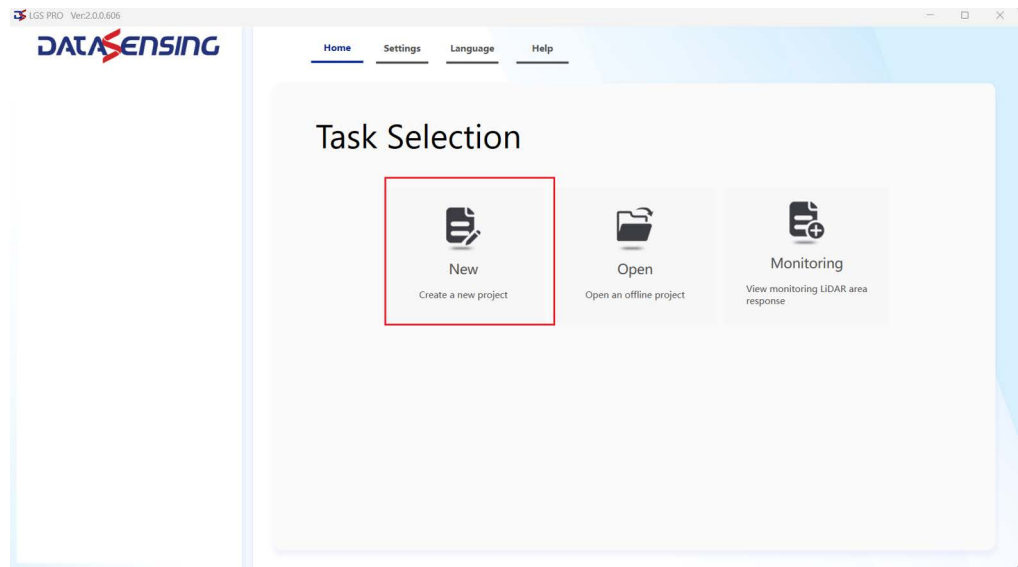 LGS PRO Ver:2.0.0.606
DATASENSING
Home Settings Language Help
Task Selection
New
Create a new project
Open
Open an offline project
Monitoring
View monitoring LiDAR area
response